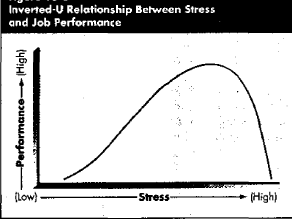 Inverted-U Relationship Between Stress
and Job Performance
Performance (High)
(Low) Stress (High)